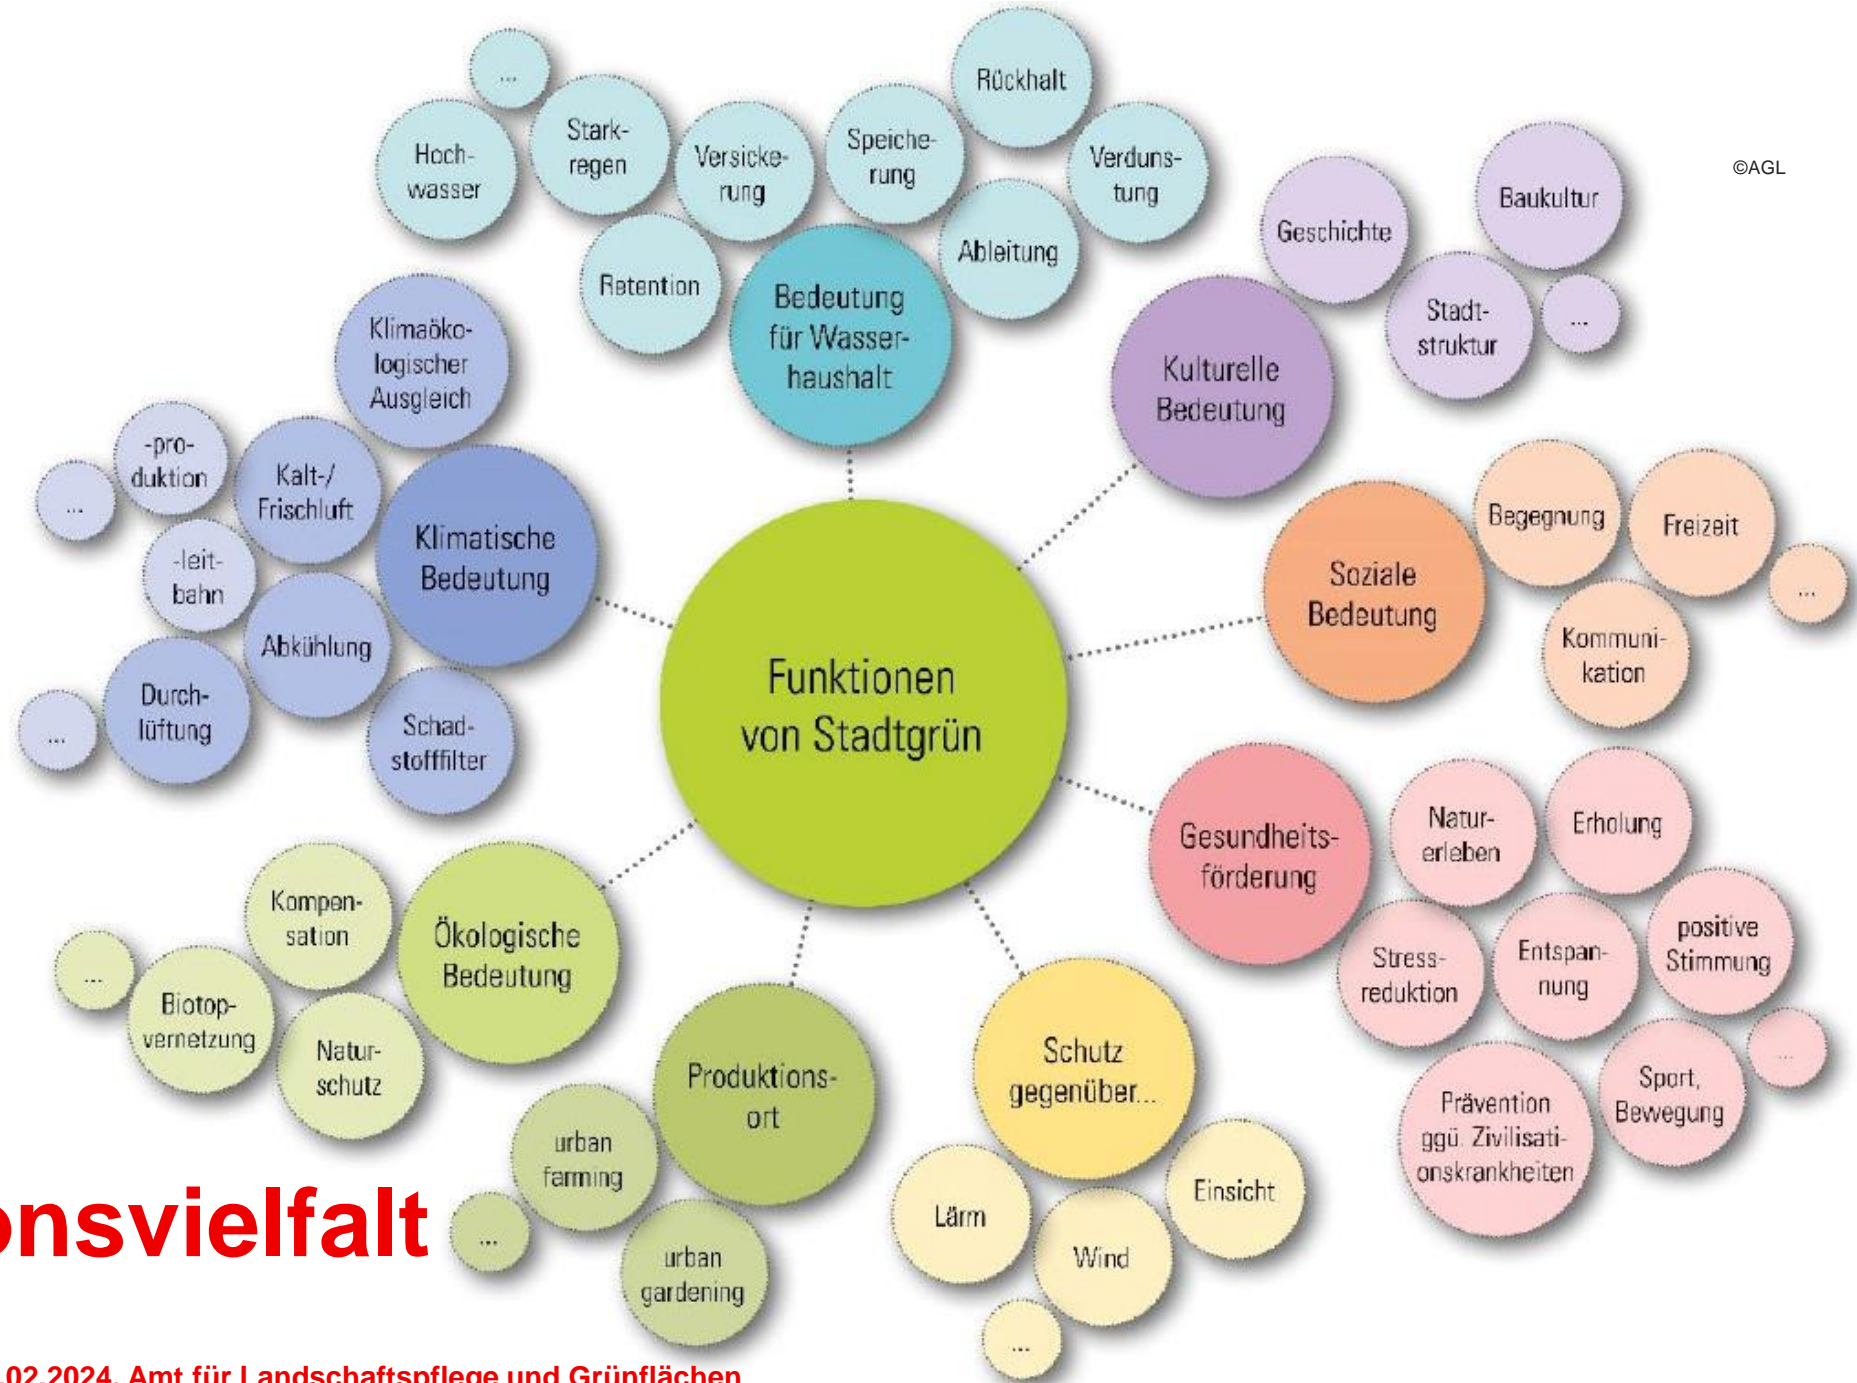 ©AGL
Funktionen
von Stadtgrün
Bedeutung
für Wasser-
haushalt
...
Hoch-
wasser
Stark-
regen
Versicke-
rung
Retention
Speiche-
rung
Rückhalt
Verduns-
tung
Ableitung
Kulturelle
Bedeutung
Geschichte
Baukultur
Stadt-
struktur
...
Soziale
Bedeutung
Begegnung
Freizeit
Kommuni-
kation
...
Gesundheits-
förderung
Natur-
erleben
Erholung
Stress-
reduktion
Entspan-
nung
positive
Stimmung
Prävention
ggü. Zivilisati-
onskrankheiten
Sport,
Bewegung
...
Schutz
gegenüber...
Lärm
Wind
Einsicht
...
Produktions-
ort
urban
farming
urban
gardening
...
Ökologische
Bedeutung
Kompen-
sation
Biotop-
vernetzung
Natur-
schutz
...
Klimatische
Bedeutung
Klimaöko-
logischer
Ausgleich
Kalt-/
Frischluft
-pro-
duktion
...
-leit-
bahn
Abkühlung
Durch-
lüftung
...
Schad-
stofffilter
onsvielfalt
.02.2024, Amt für Landschaftspflege und Grünflächen